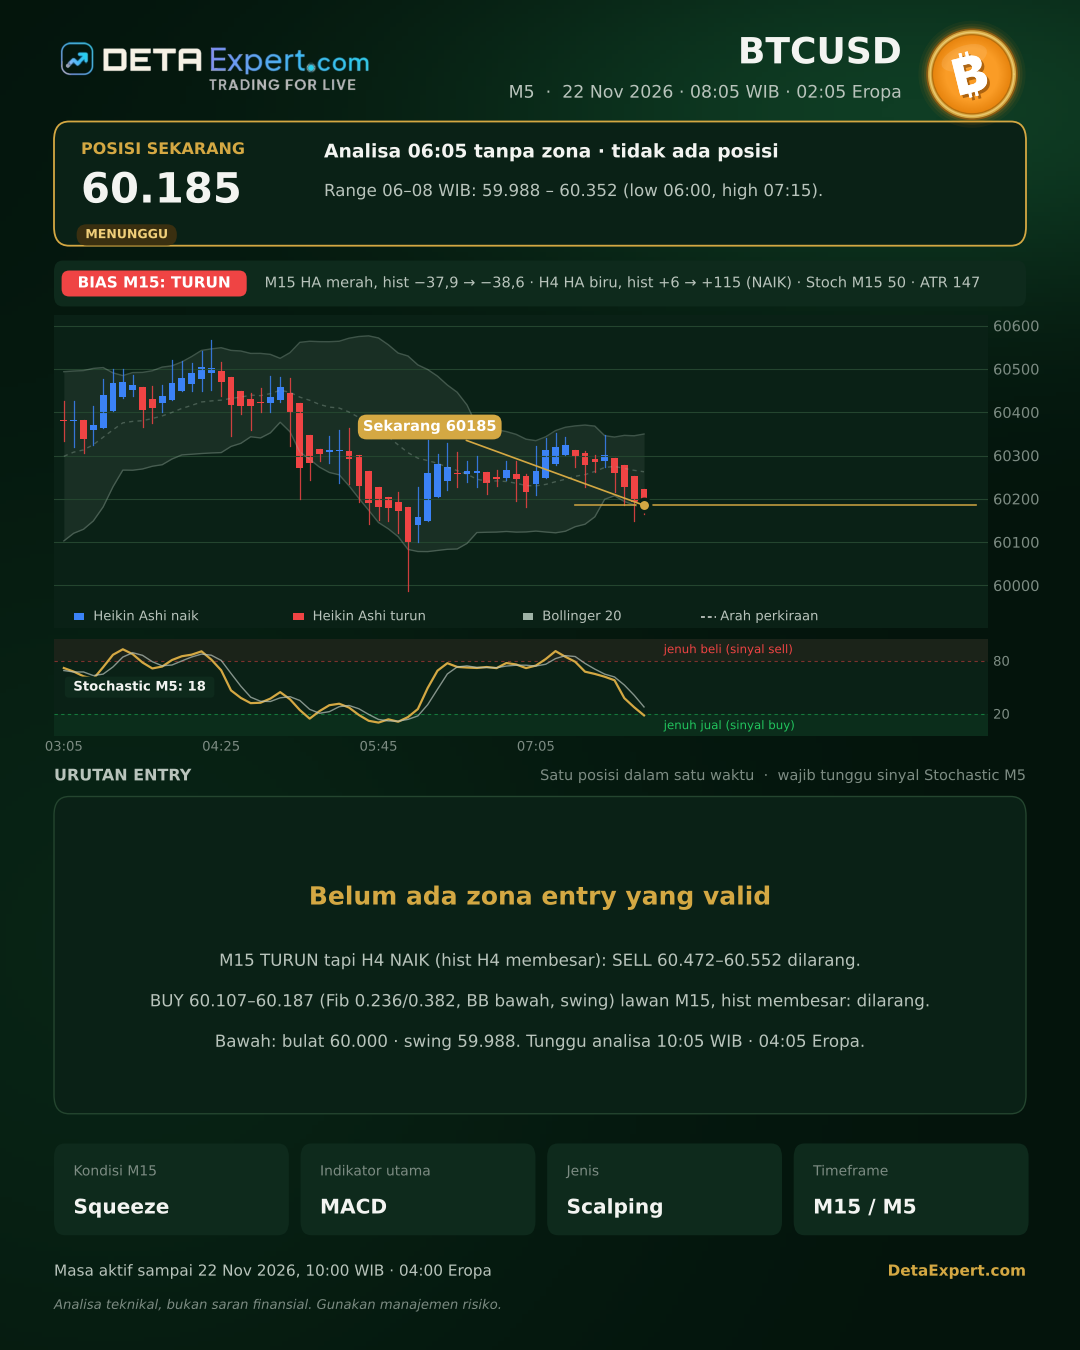 DETA Expert.com
TRADING FOR LIVE
BTCUSD
M5 · 22 Nov 2026 · 08:05 WIB · 02:05 Eropa
POSISI SEKARANG
60.185
MENUNGGU
Analisa 06:05 tanpa zona · tidak ada posisi
Range 06–08 WIB: 59.988 – 60.352 (low 06:00, high 07:15).
BIAS M15: TURUN
M15 HA merah, hist −37,9 → −38,6 · H4 HA biru, hist +6 → +115 (NAIK) · Stoch M15 50 · ATR 147
60600
60500
60400
60300
60200
60100
60000
Sekarang 60185
Heikin Ashi naik
Heikin Ashi turun
Bollinger 20
Arah perkiraan
jenuh beli (sinyal sell)
80
Stochastic M5: 18
20
jenuh jual (sinyal buy)
03:05
04:25
05:45
07:05
URUTAN ENTRY
Satu posisi dalam satu waktu · wajib tunggu sinyal Stochastic M5
Belum ada zona entry yang valid
M15 TURUN tapi H4 NAIK (hist H4 membesar): SELL 60.472–60.552 dilarang.
BUY 60.107–60.187 (Fib 0.236/0.382, BB bawah, swing) lawan M15, hist membesar: dilarang.
Bawah: bulat 60.000 · swing 59.988. Tunggu analisa 10:05 WIB · 04:05 Eropa.
Kondisi M15
Squeeze
Indikator utama
MACD
Jenis
Scalping
Timeframe
M15 / M5
Masa aktif sampai 22 Nov 2026, 10:00 WIB · 04:00 Eropa
DetaExpert.com
Analisa teknikal, bukan saran finansial. Gunakan manajemen risiko.